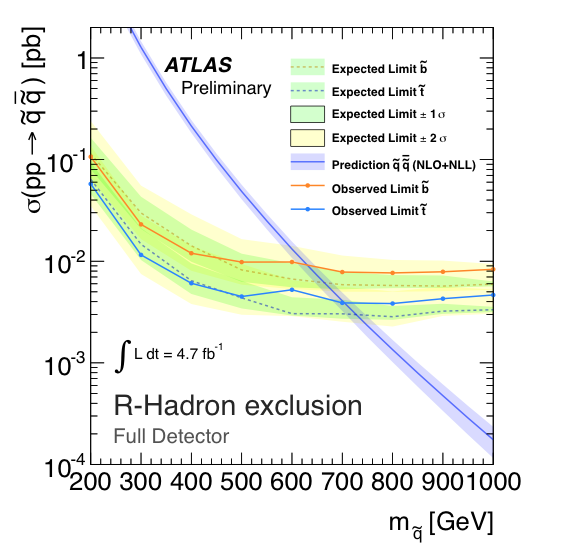 σ(pp → q̃ q̃̄ ) [pb]
1
10⁻¹
10⁻²
10⁻³
10⁻⁴
ATLAS
Preliminary
Expected Limit b̃
Expected Limit t̃
Expected Limit ± 1 σ
Expected Limit ± 2 σ
Prediction q̃ q̃̄ (NLO+NLL)
Observed Limit b̃
Observed Limit t̃
∫ L dt = 4.7 fb⁻¹
R-Hadron exclusion
Full Detector
200 300 400 500 600 700 800 900 1000
m_q̃ [GeV]